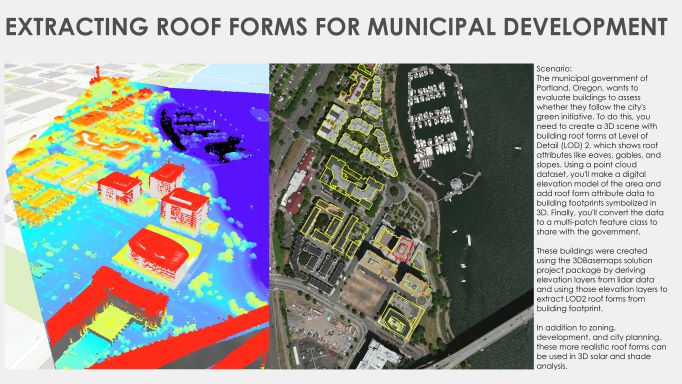 EXTRACTING ROOF FORMS FOR MUNICIPAL DEVELOPMENT
Scenario:
The municipal government of
Portland, Oregon, wants to
evaluate buildings to assess
whether they follow the city's
green initiative. To do this, you
need to create a 3D scene with
building roof forms at Level of
Detail (LOD) 2, which shows roof
attributes like eaves, gables, and
slopes. Using a point cloud
dataset, you'll make a digital
elevation model of the area and
add roof form attribute data to
building footprints symbolized in
3D. Finally, you'll convert the data
to a multi-patch feature class to
share with the government.
These buildings were created
using the 3DBasemaps solution
project package by deriving
elevation layers from lidar data
and using those elevation layers to
extract LOD2 roof forms from
building footprint.
In addition to zoning,
development, and city planning,
these more realistic roof forms can
be used in 3D solar and shade
analysis.